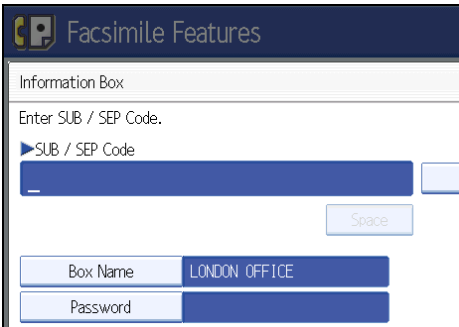 Facsimile Features
Information Box
Enter SUB / SEP Code.
▶SUB / SEP Code
_
Space
Box Name LONDON OFFICE
Password